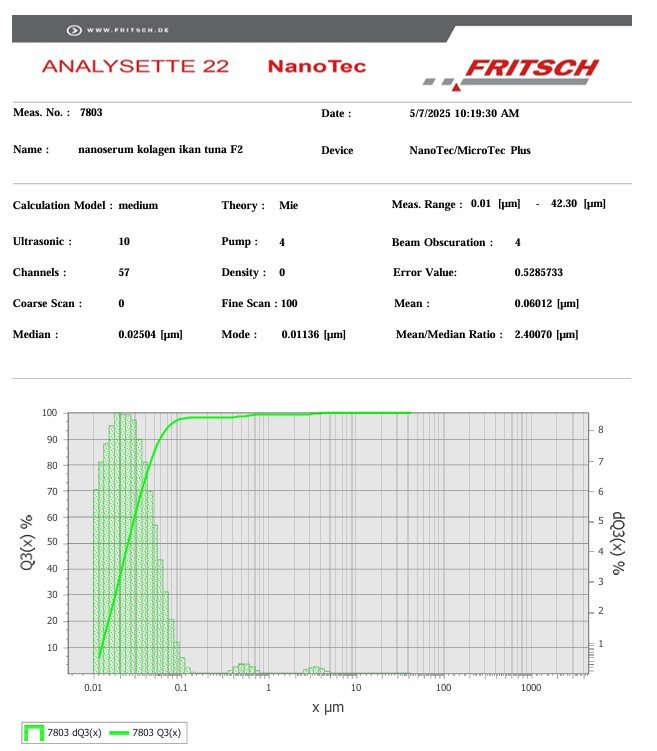 WWW.FRITSCH.DE
ANALYSETTE 22 NanoTec FRITSCH
Meas. No. : 7803 Date : 5/7/2025 10:19:30 AM
Name : nanoserum kolagen ikan tuna F2 Device NanoTec/MicroTec Plus
Calculation Model : medium Theory : Mie Meas. Range : 0.01 [µm] - 42.30 [µm]
Ultrasonic : 10 Pump : 4 Beam Obscuration : 4
Channels : 57 Density : 0 Error Value: 0.5285733
Coarse Scan : 0 Fine Scan : 100 Mean : 0.06012 [µm]
Median : 0.02504 [µm] Mode : 0.01136 [µm] Mean/Median Ratio : 2.40070 [µm]
100
90
80
70
60
50
40
30
20
10
Q3(x) %
8
7
6
5
4
3
2
1
dQ3(x) %
0.01 0.1 1 10 100 1000
x µm
7803 dQ3(x) 7803 Q3(x)